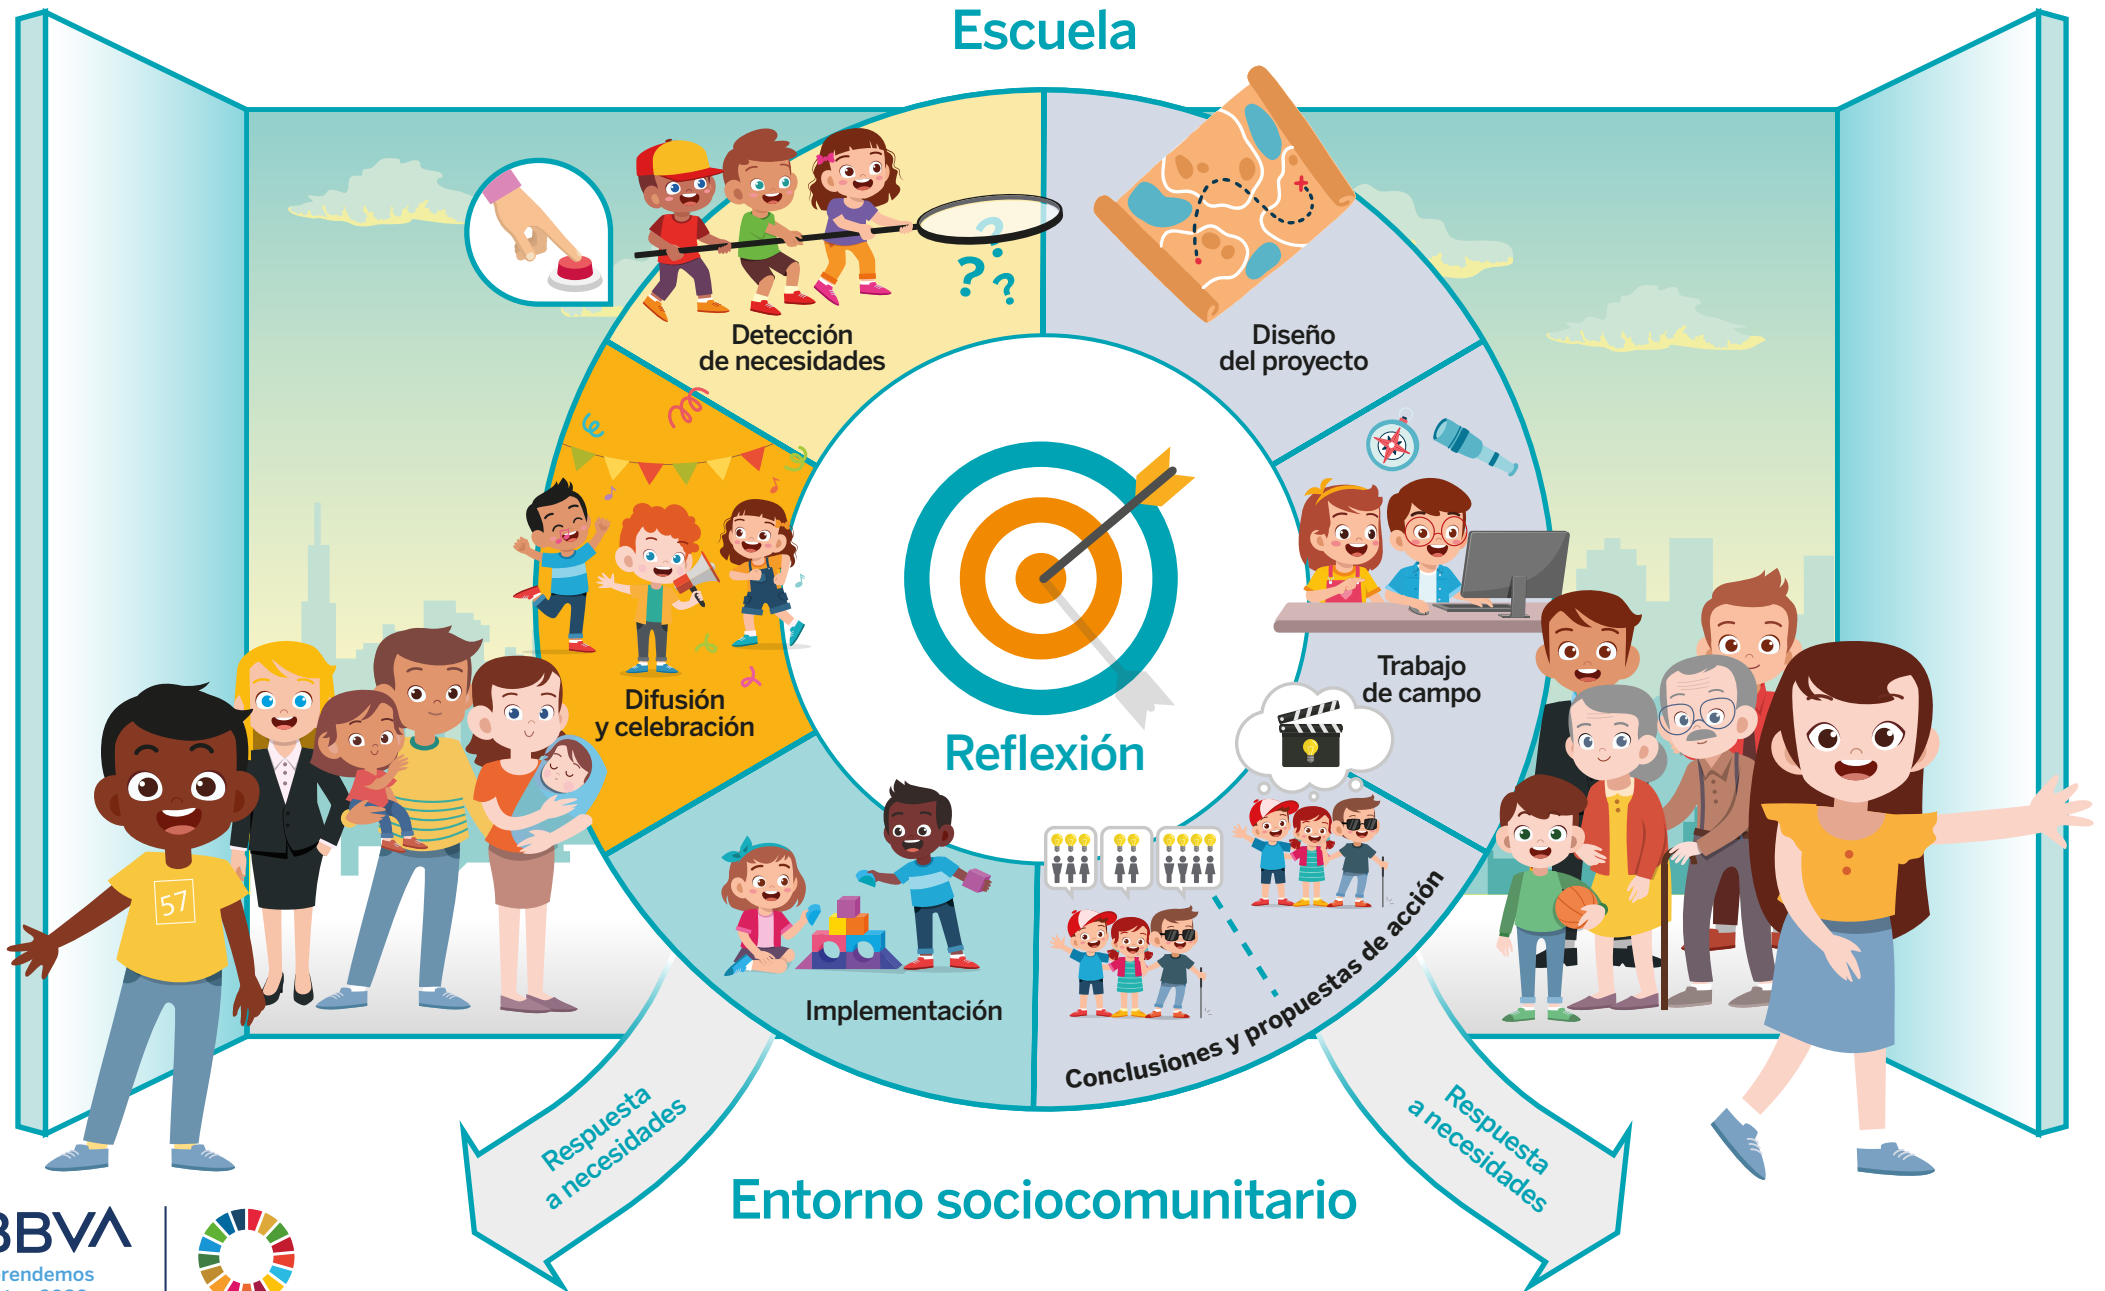 Escuela
?
?
?
Detección
de necesidades
Diseño
del proyecto
Difusión
y celebración
Trabajo
de campo
Reflexión
57
Implementación
Conclusiones y propuestas de acción
Respuesta
a necesidades
Respuesta
a necesidades
Entorno sociocomunitario
BBVA